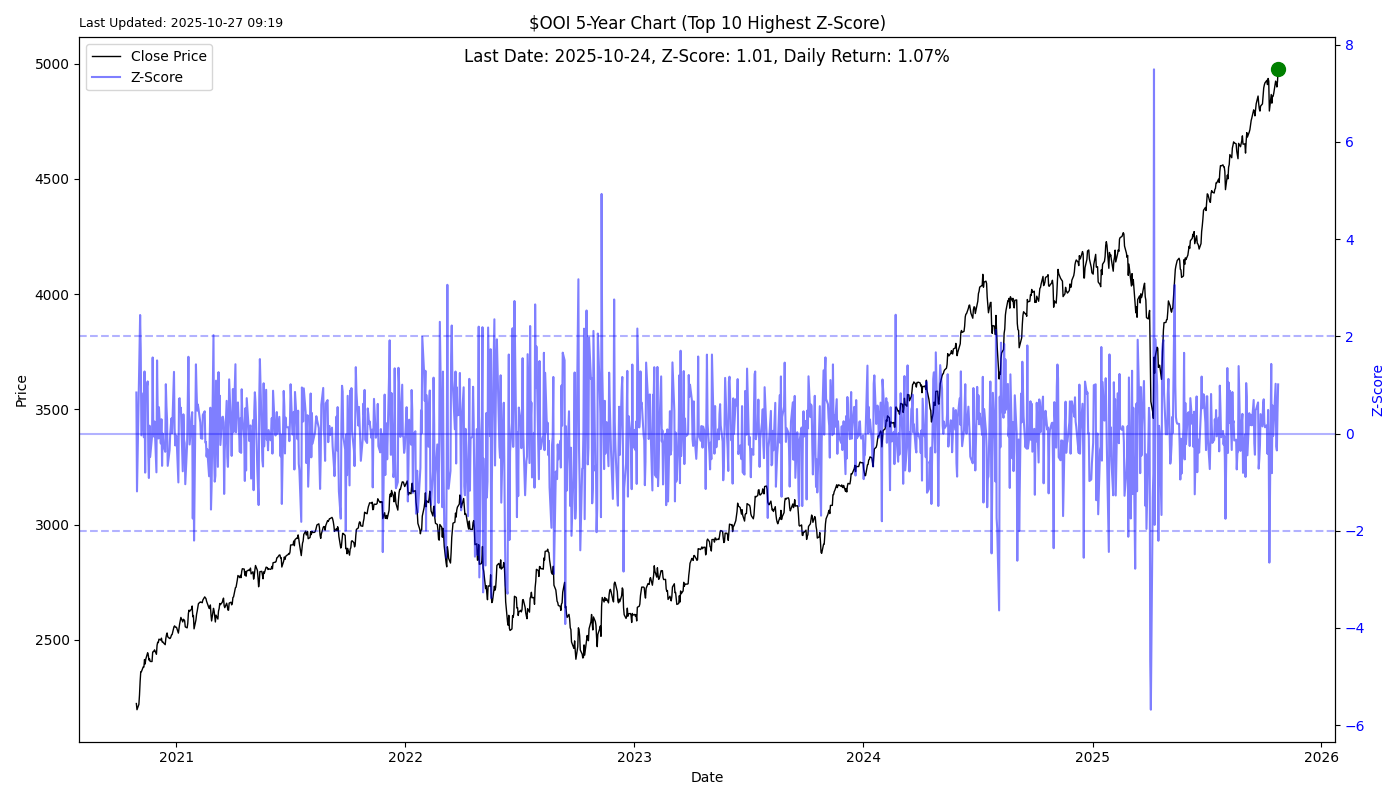 Last Updated: 2025-10-27 09:19
$OOI 5-Year Chart (Top 10 Highest Z-Score)
Last Date: 2025-10-24, Z-Score: 1.01, Daily Return: 1.07%
Close Price
Z-Score
5000
4500
4000
3500
3000
2500
Price
8
6
4
2
0
−2
−4
−6
Z-Score
2021
2022
2023
2024
2025
2026
Date